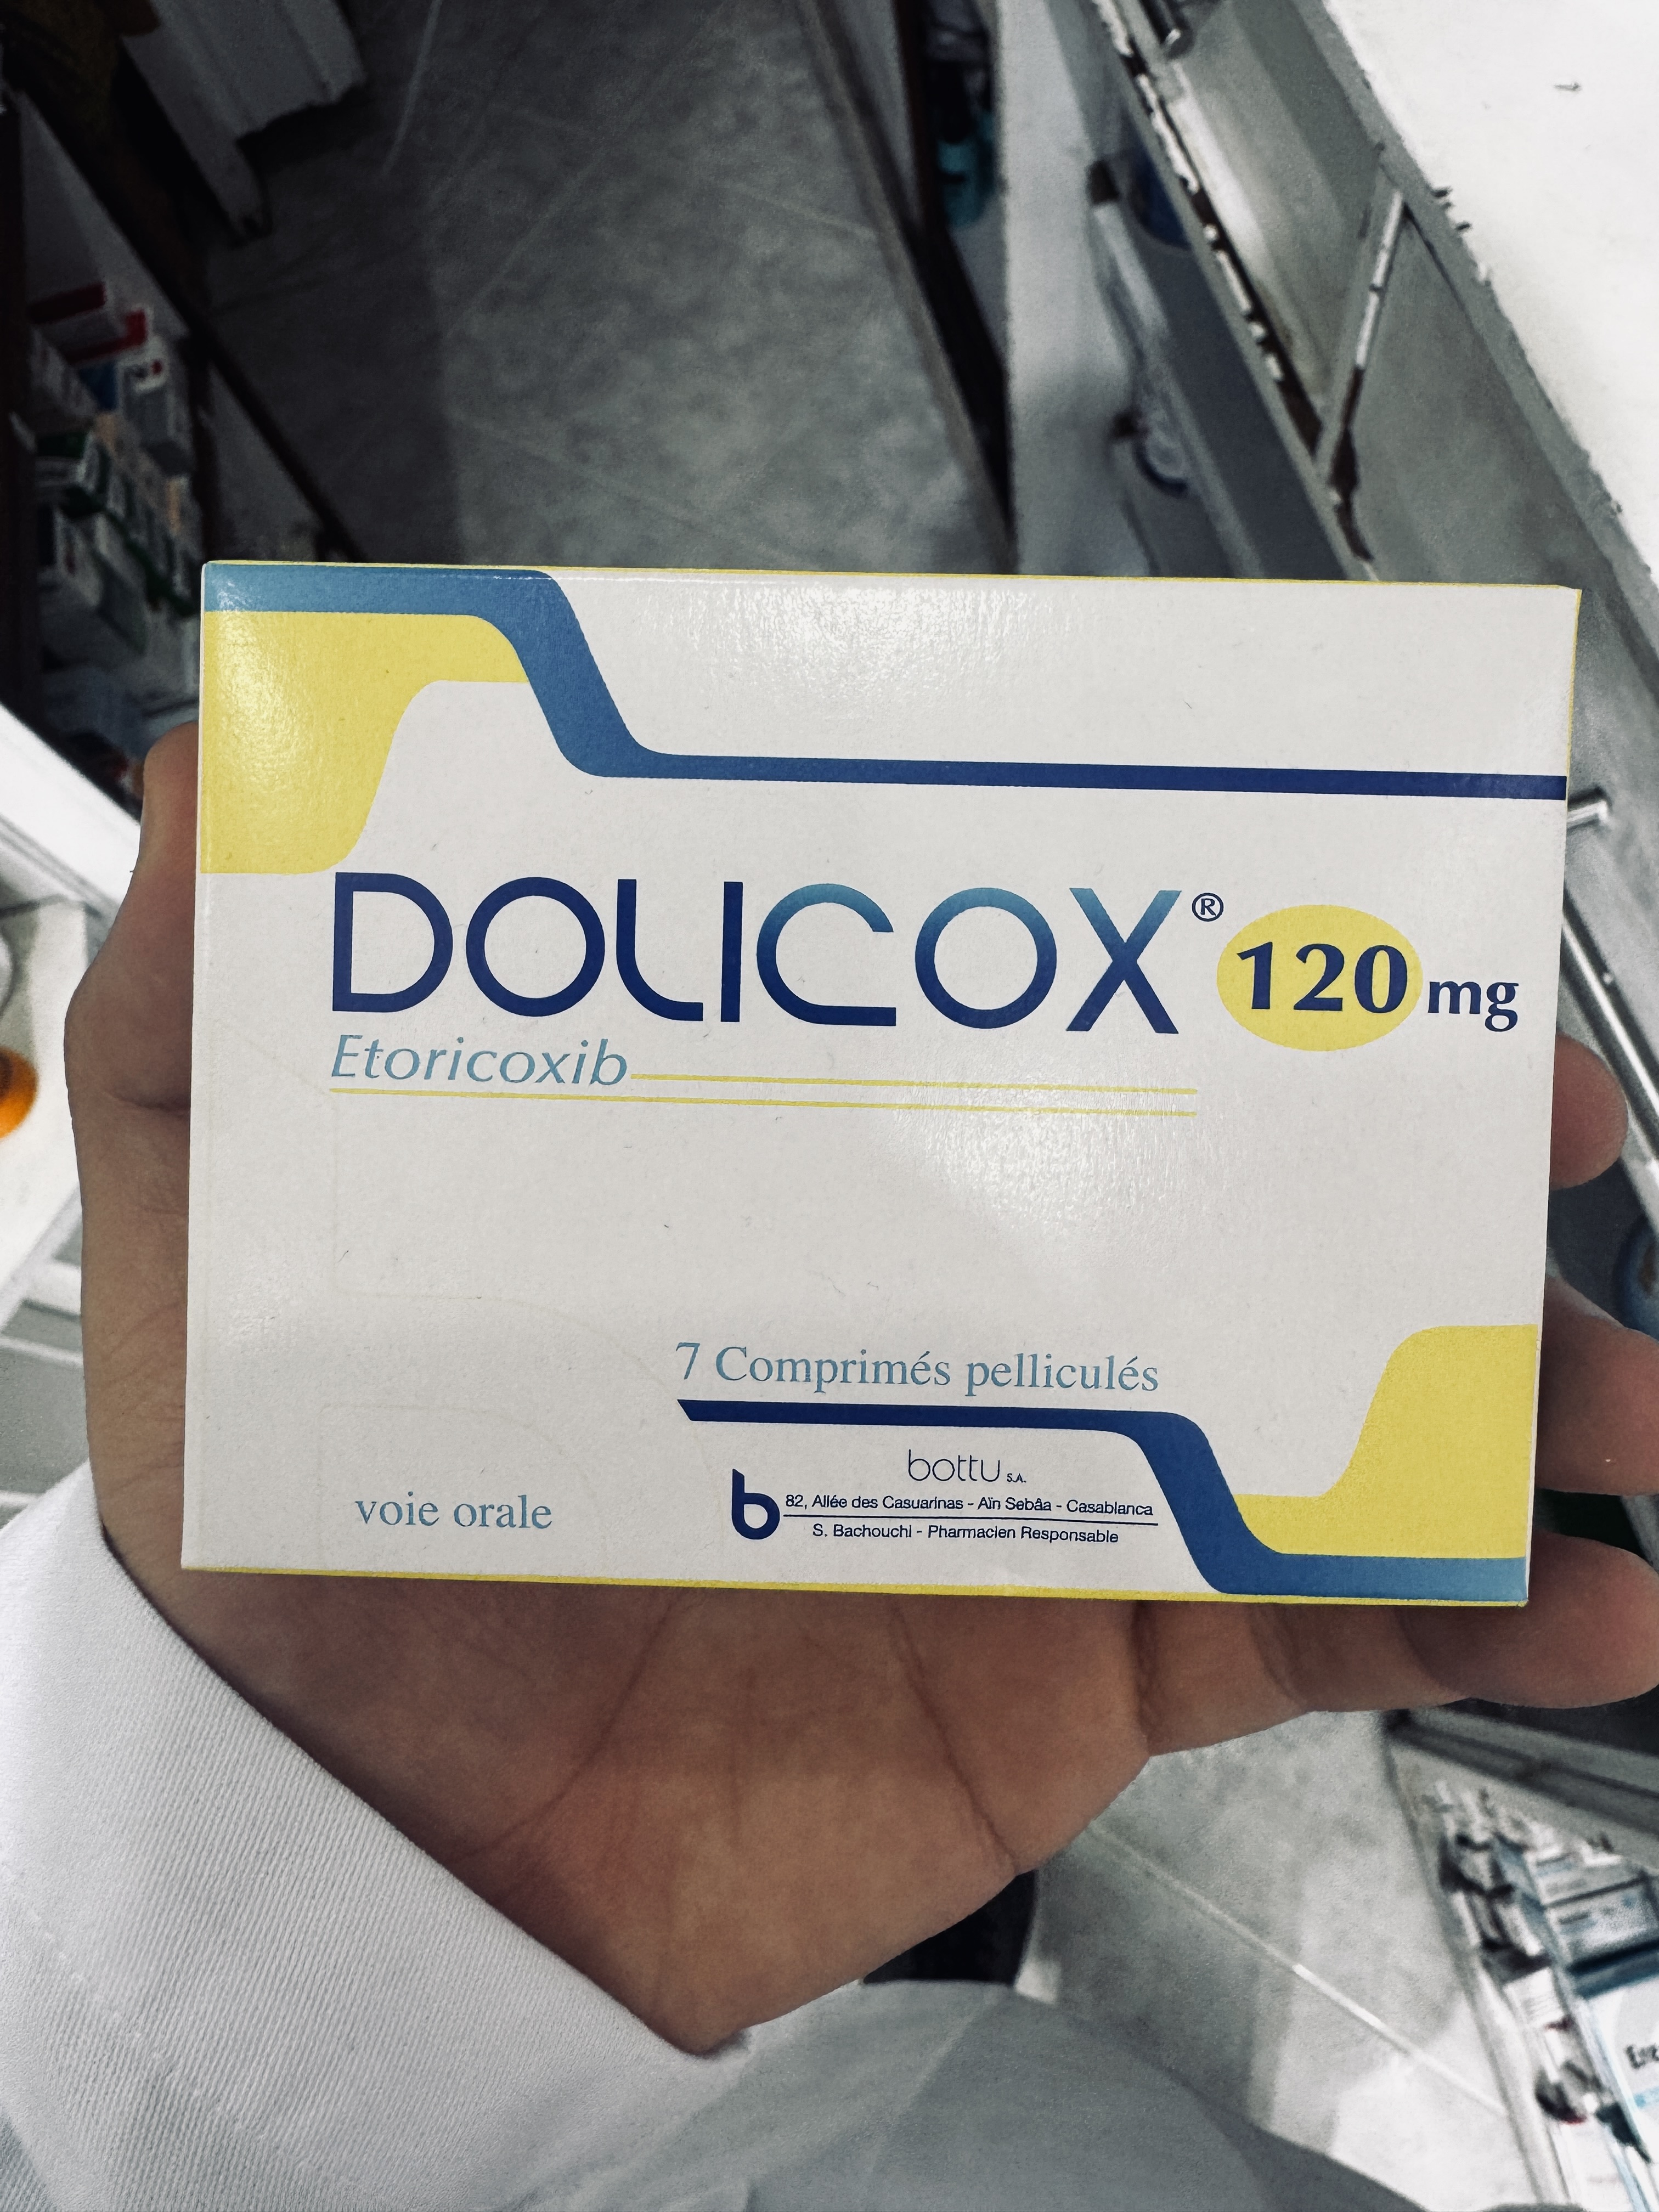 DOLICOX® 120 mg
Etoricoxib
7 Comprimés pelliculés
voie orale
b
bottu S.A.
82, Allée des Casuarinas - Aïn Sebâa - Casablanca
S. Bachouchi - Pharmacien Responsable